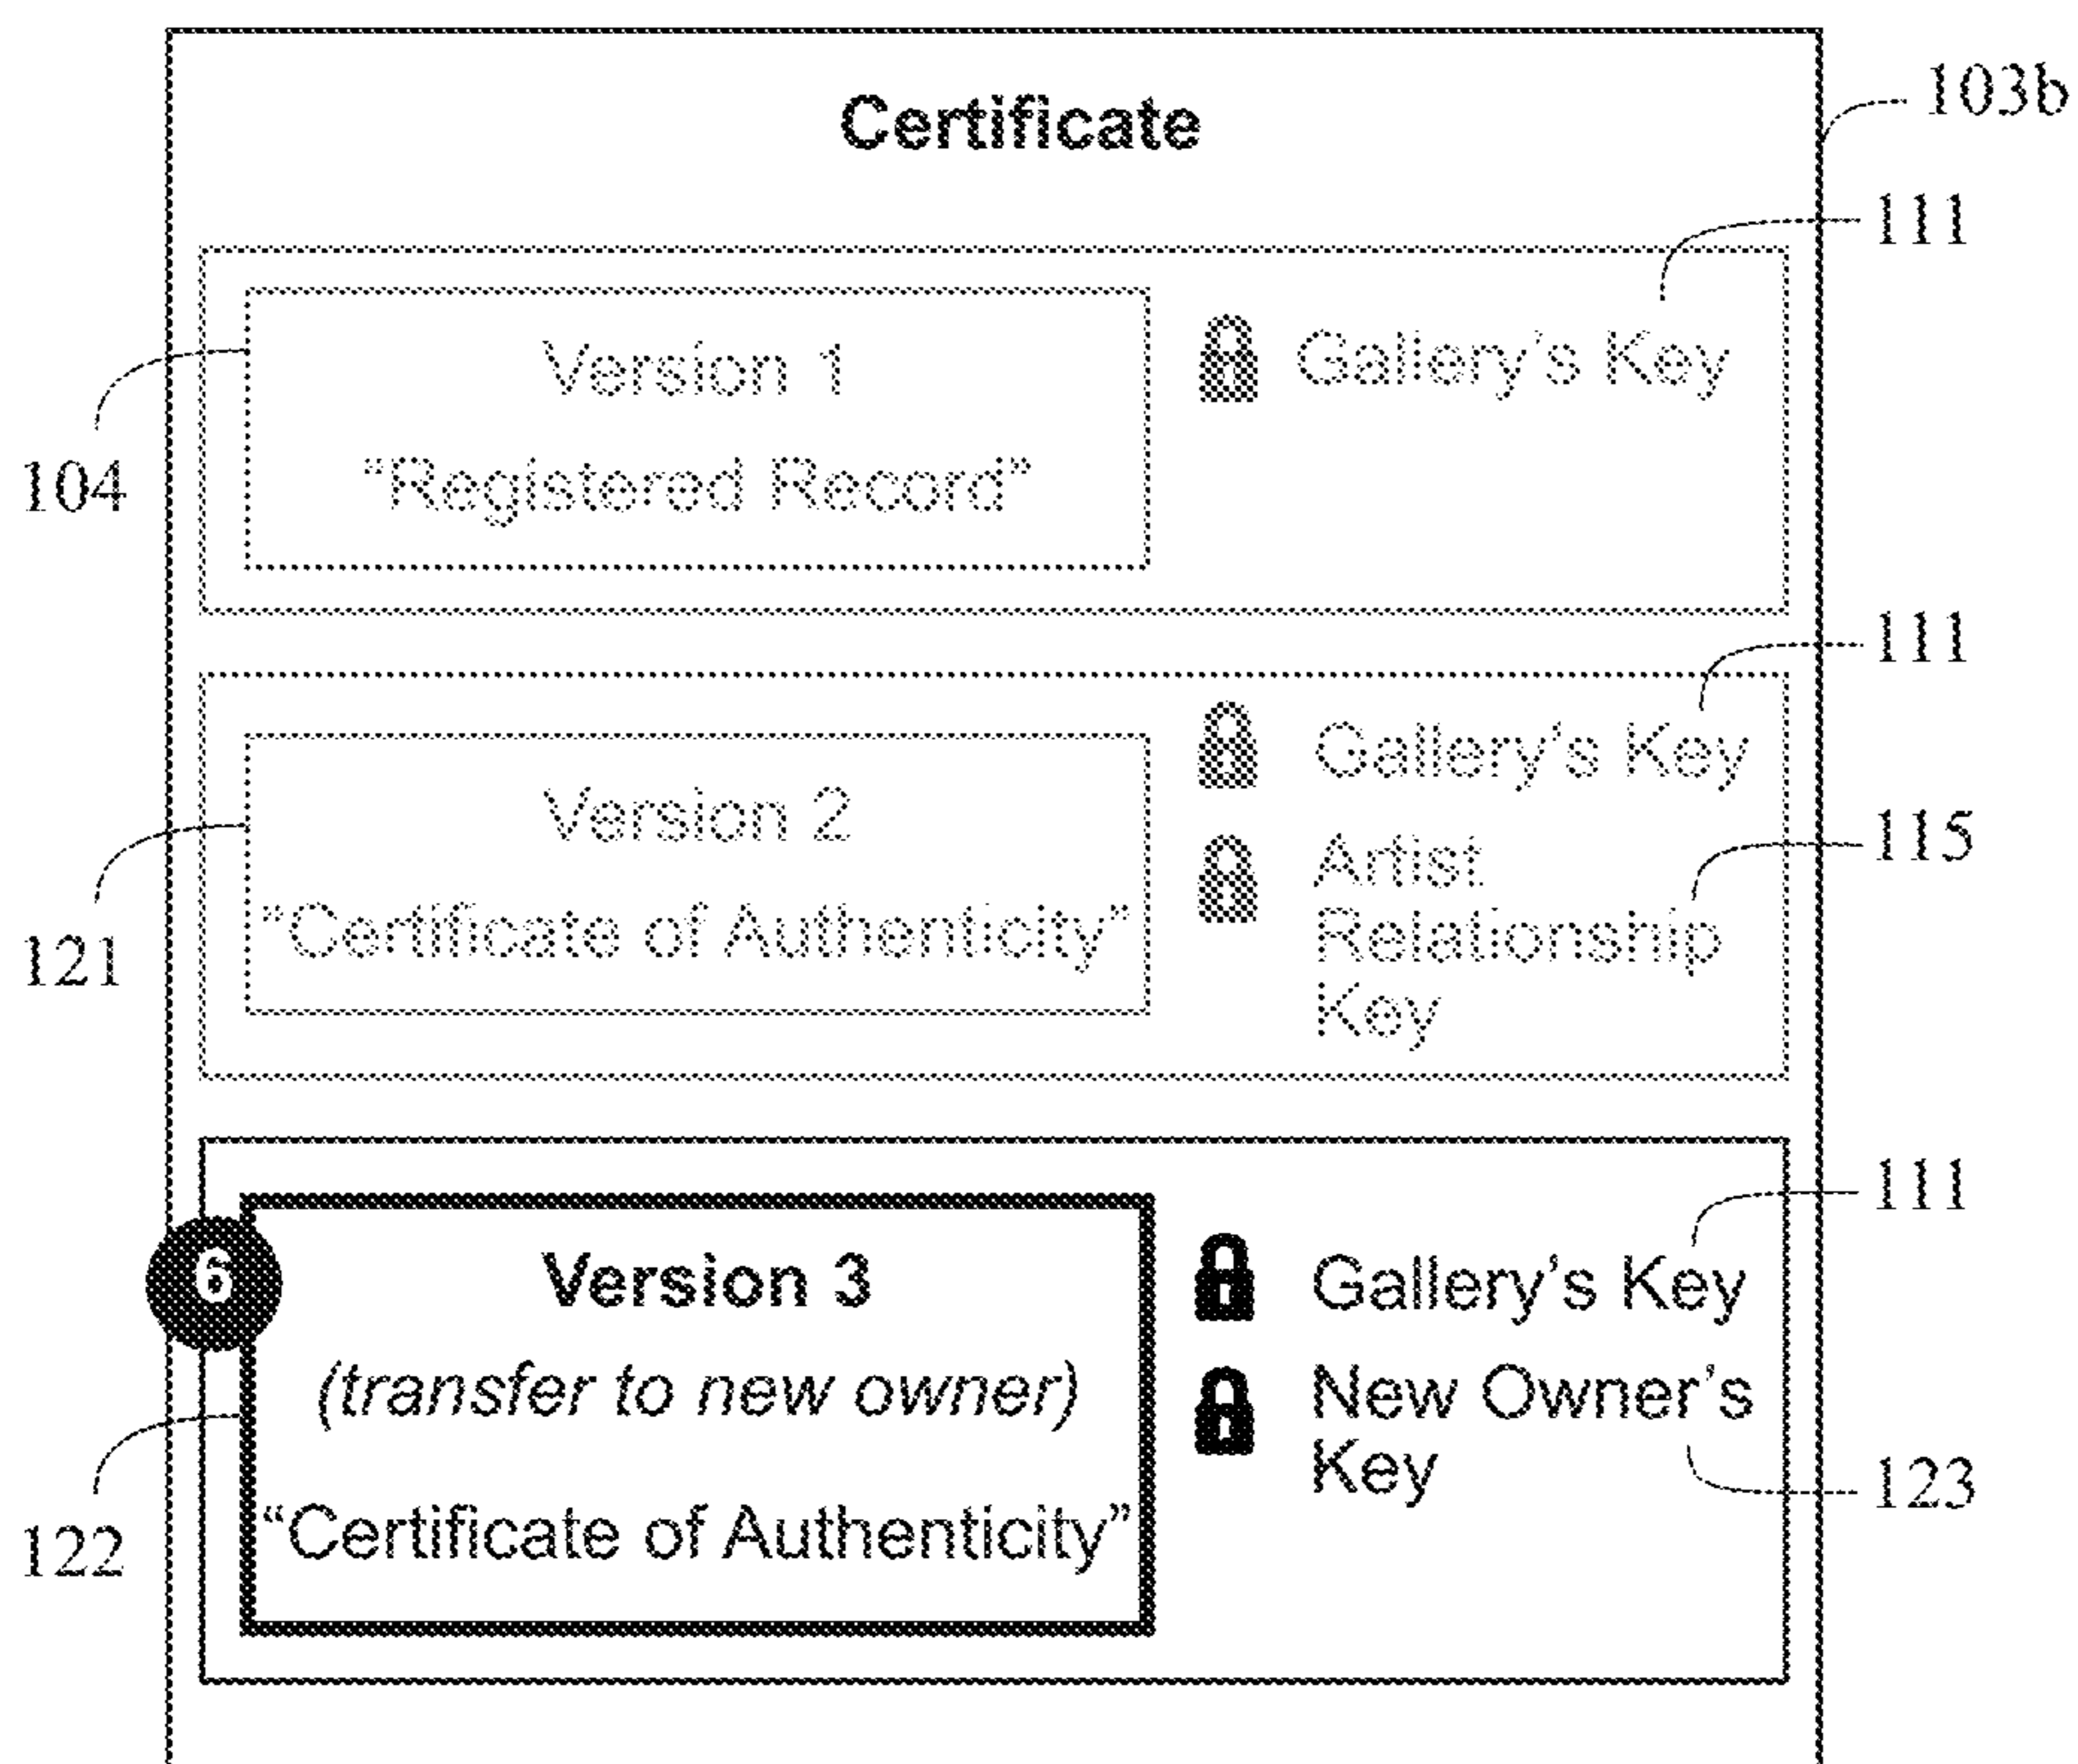 Certificate
103b
111
Version 1
Gallery's Key
104
“Registered Record”
111
Version 2
Gallery's Key
Artist
115
121
“Certificate of Authenticity”
Relationship
Key
111
6
Version 3
Gallery's Key
(transfer to new owner)
New Owner's
Key
123
122
“Certificate of Authenticity”